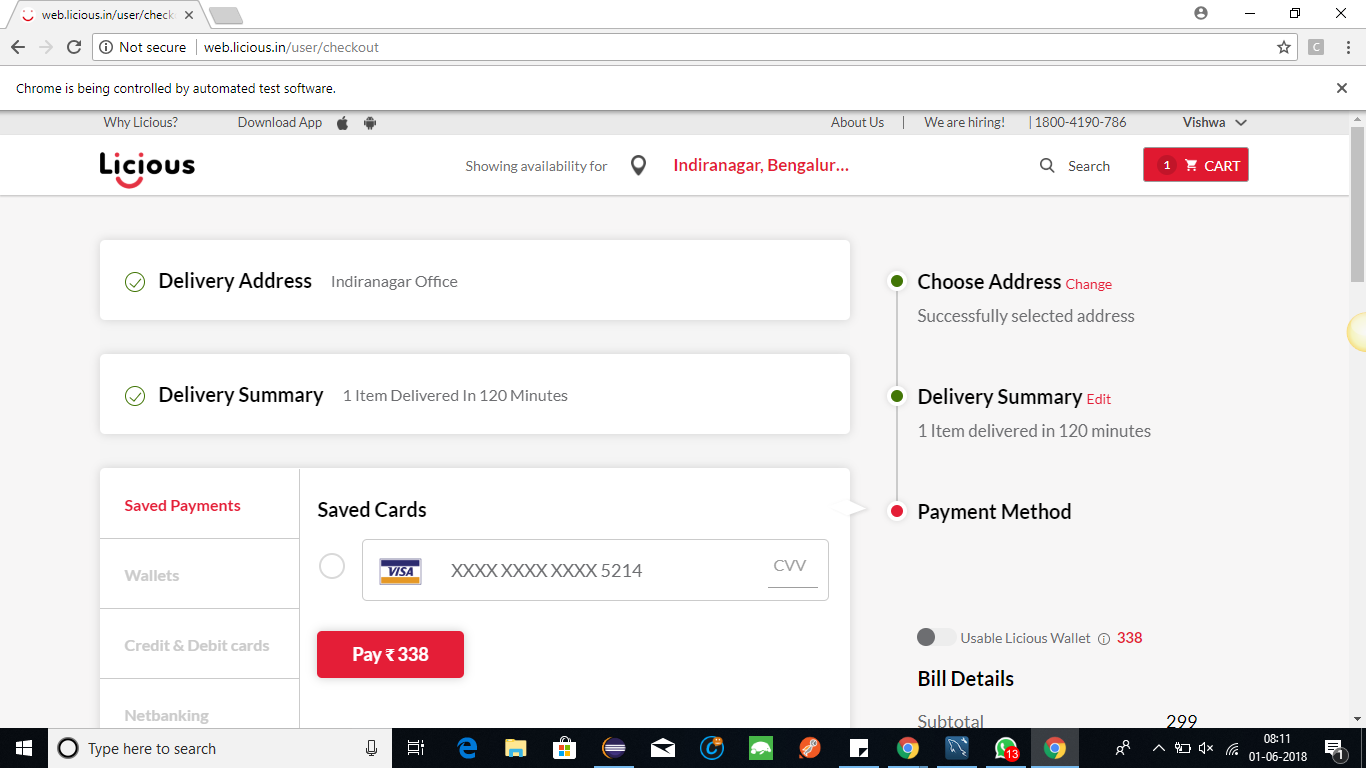 web.licious.in/user/check
Not secure web.licious.in/user/checkout
C
Chrome is being controlled by automated test software.
Why Licious? Download App About Us | We are hiring! | 1800-4190-786 Vishwa
Licious Showing availability for Indiranagar, Bengalur... Search 1 CART
Delivery Address Indiranagar Office
Choose Address Change
Successfully selected address
Delivery Summary 1 Item Delivered In 120 Minutes
Delivery Summary Edit
1 Item delivered in 120 minutes
Saved Payments
Wallets
Credit & Debit cards
Netbanking
Saved Cards
VISA XXXX XXXX XXXX 5214 CVV
Pay ₹ 338
Payment Method
Usable Licious Wallet 338
Bill Details
Subtotal 299
Type here to search
13
08:11
01-06-2018
1